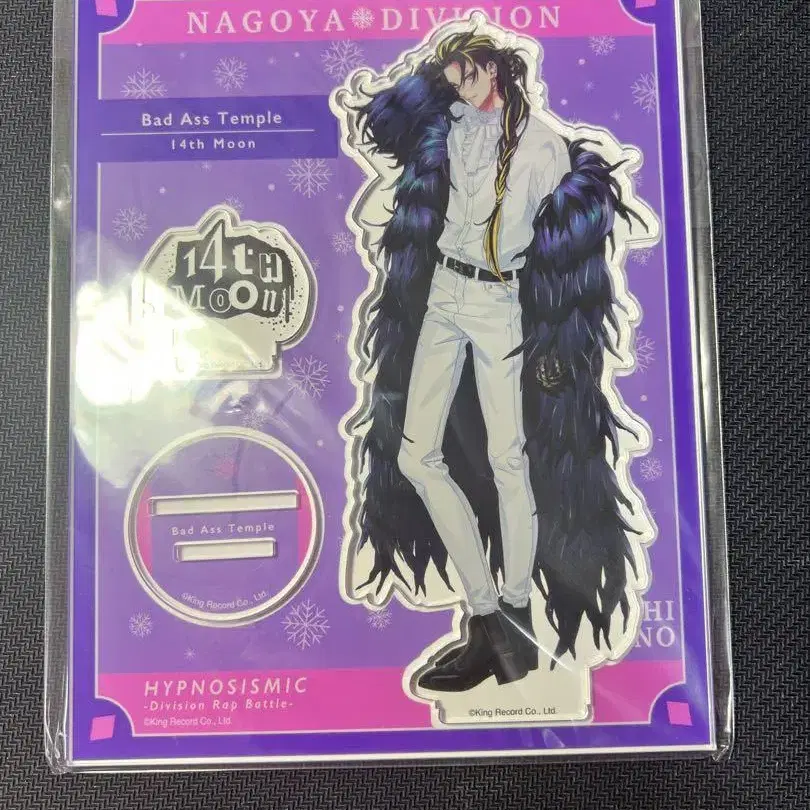 NAGOYA DIVISION
Bad Ass Temple
14th Moon
14tH
MOON
Bad Ass Temple
©King Record Co., Ltd.
HI
NO
HYPNOSISMIC
-Division Rap Battle-
©King Record Co., Ltd.
©King Record Co., Ltd.